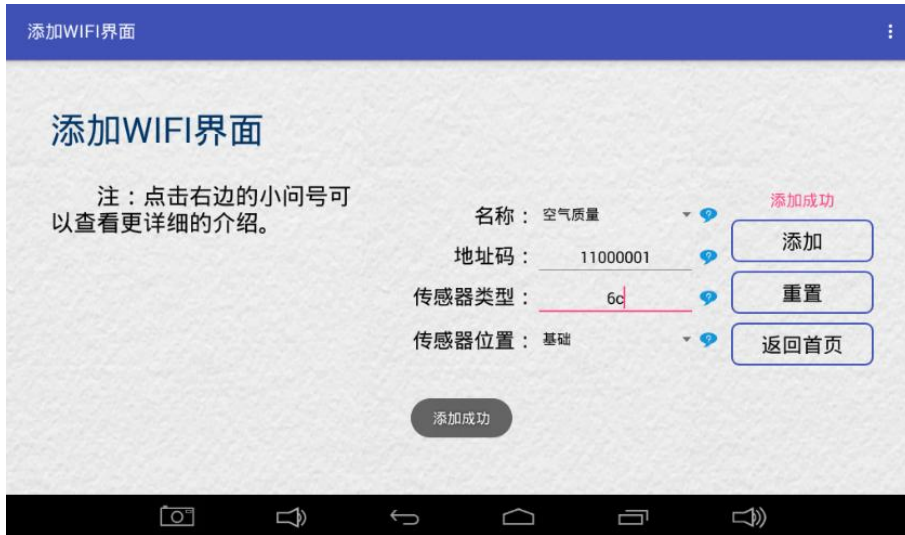 添加WIFI界面
添加WIFI界面
注：点击右边的小问号可
以查看更详细的介绍。
名称： 空气质量
地址码： 11000001
传感器类型： 6c
传感器位置： 基础
添加成功
添加
重置
返回首页
添加成功